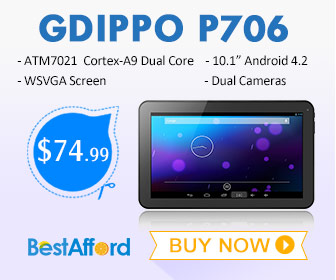 GDIPPO P706
- ATM7021 Cortex-A9 Dual Core - 10.1” Android 4.2
- WSVGA Screen - Dual Cameras
$74.99
BestAfford
BUY NOW